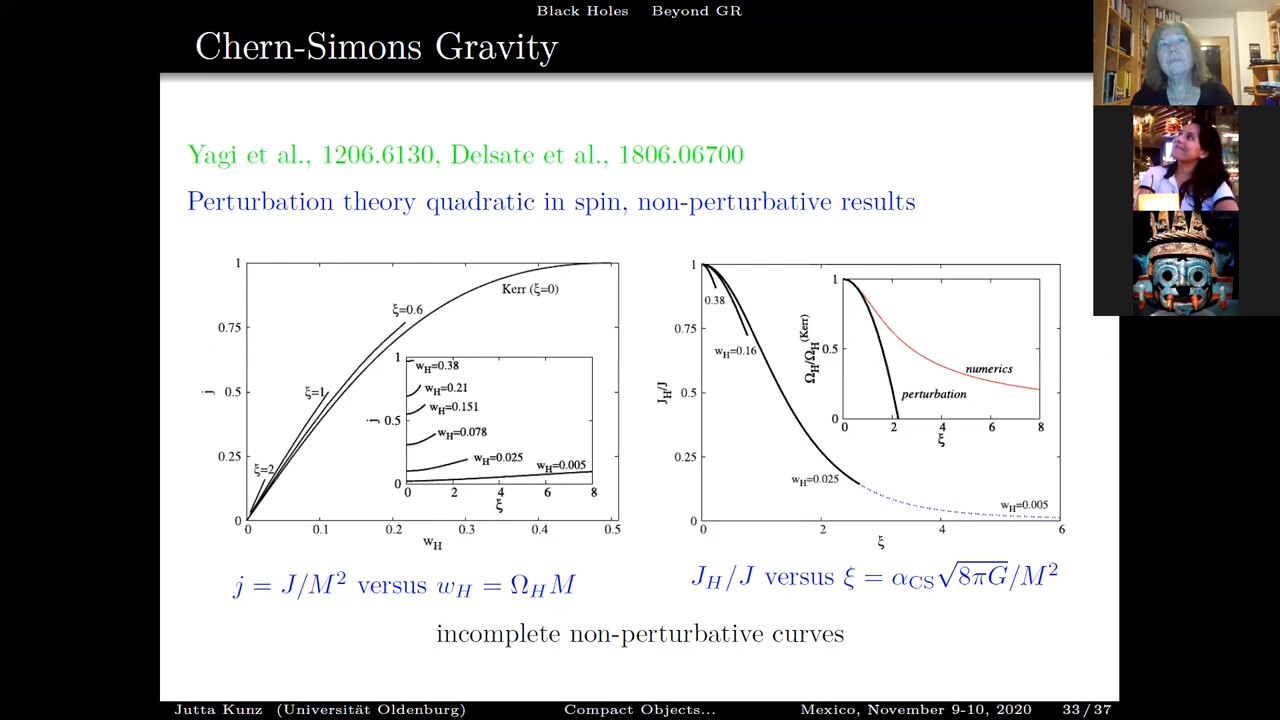 Black Holes Beyond GR
Chern-Simons Gravity
Yagi et al., 1206.6130, Delsate et al., 1806.06700
Perturbation theory quadratic in spin, non-perturbative results
1
0.75
0.5
0.25
0
j
0
0.1
0.2
0.3
0.4
0.5
w_H
Kerr (ξ=0)
ξ=0.6
ξ=1
ξ=2
1
0.5
0
j
w_H=0.38
w_H=0.21
w_H=0.151
w_H=0.078
w_H=0.025
w_H=0.005
0 2 4 6 8
ξ
1
0.75
0.5
0.25
0
J_H/J
0 2 4 6
ξ
0.38
w_H=0.16
w_H=0.025
w_H=0.005
1
0.5
0
Ω_H/Ω_H^(Kerr)
numerics
perturbation
0 2 4 6 8
ξ
j = J/M² versus w_H = Ω_H M
J_H/J versus ξ = α_CS√8πG/M²
incomplete non-perturbative curves
Jutta Kunz (Universität Oldenburg) Compact Objects... Mexico, November 9-10, 2020 33/37